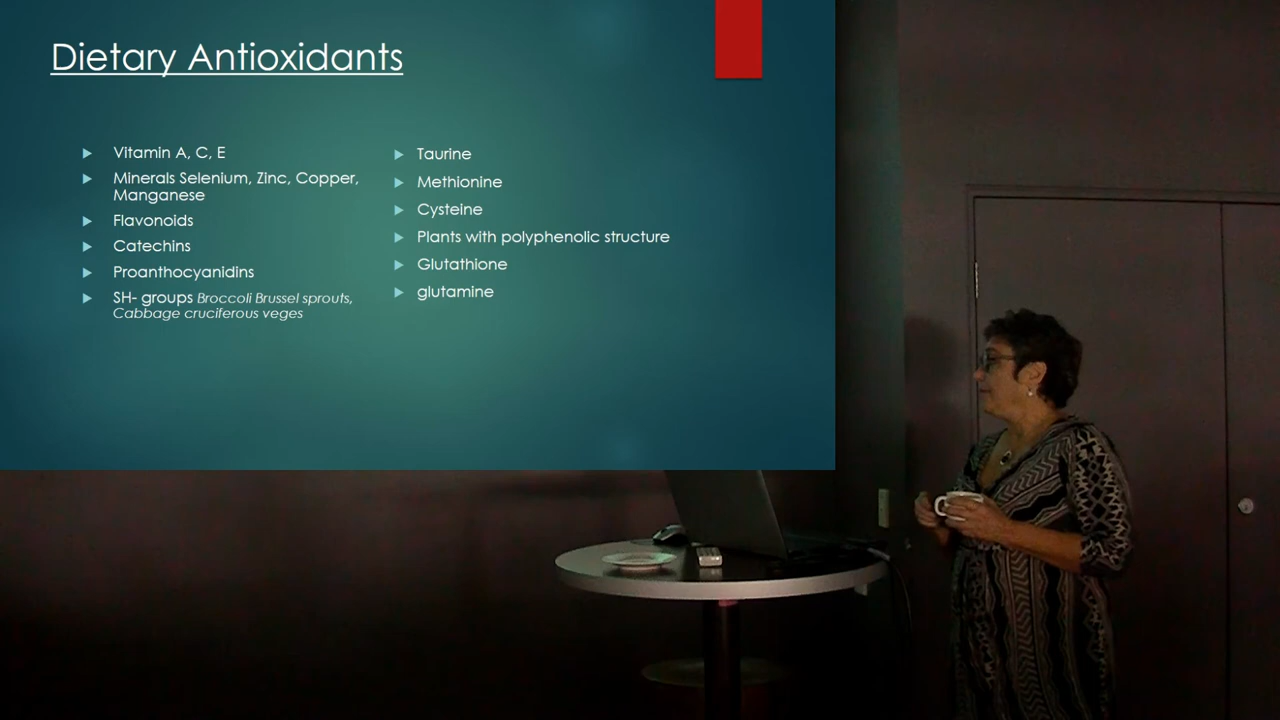 Dietary Antioxidants
Vitamin A, C, E
Minerals Selenium, Zinc, Copper,
Manganese
Flavonoids
Catechins
Proanthocyanidins
SH- groups Broccoli Brussel sprouts,
Cabbage cruciferous veges
Taurine
Methionine
Cysteine
Plants with polyphenolic structure
Glutathione
glutamine